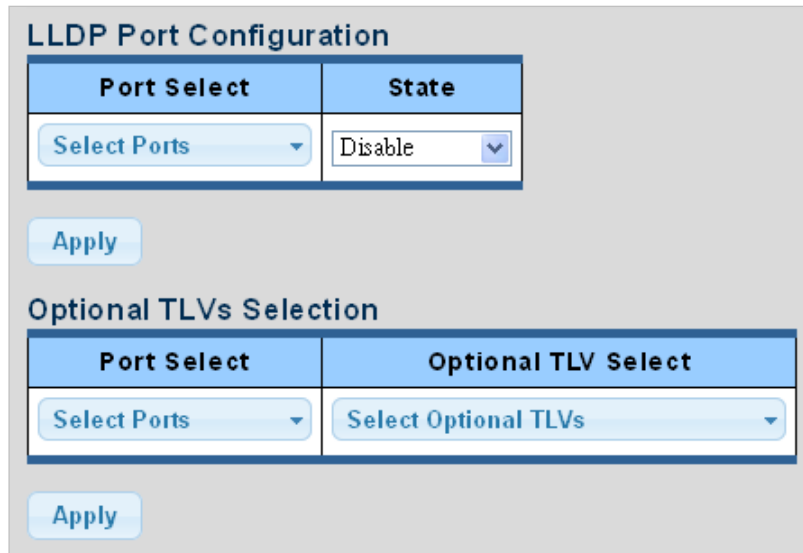 LLDP Port Configuration
Port Select State
Select Ports Disable
Apply
Optional TLVs Selection
Port Select Optional TLV Select
Select Ports Select Optional TLVs
Apply